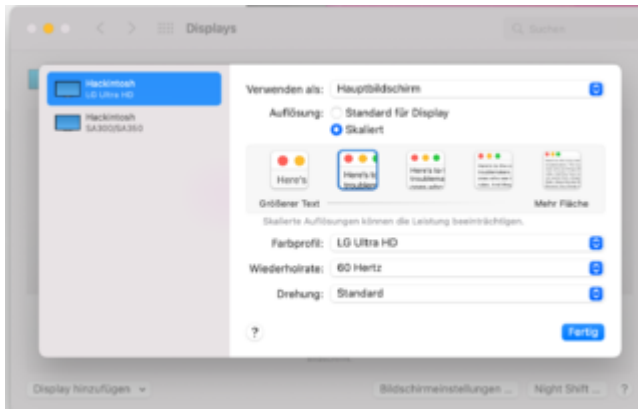 Displays
Suchen
Hackintosh
LG Ultra HD
Hackintosh
SA300/SA350
Verwenden als: Hauptbildschirm
Auflösung: Standard für Display
Skaliert
Here's
Größerer Text
Mehr Fläche
Skalierte Auflösungen können die Leistung beeinträchtigen.
Farbprofil: LG Ultra HD
Wiederholrate: 60 Hertz
Drehung: Standard
?
Fertig
Display hinzufügen
Bildschirmeinstellungen ...
Night Shift ...
?